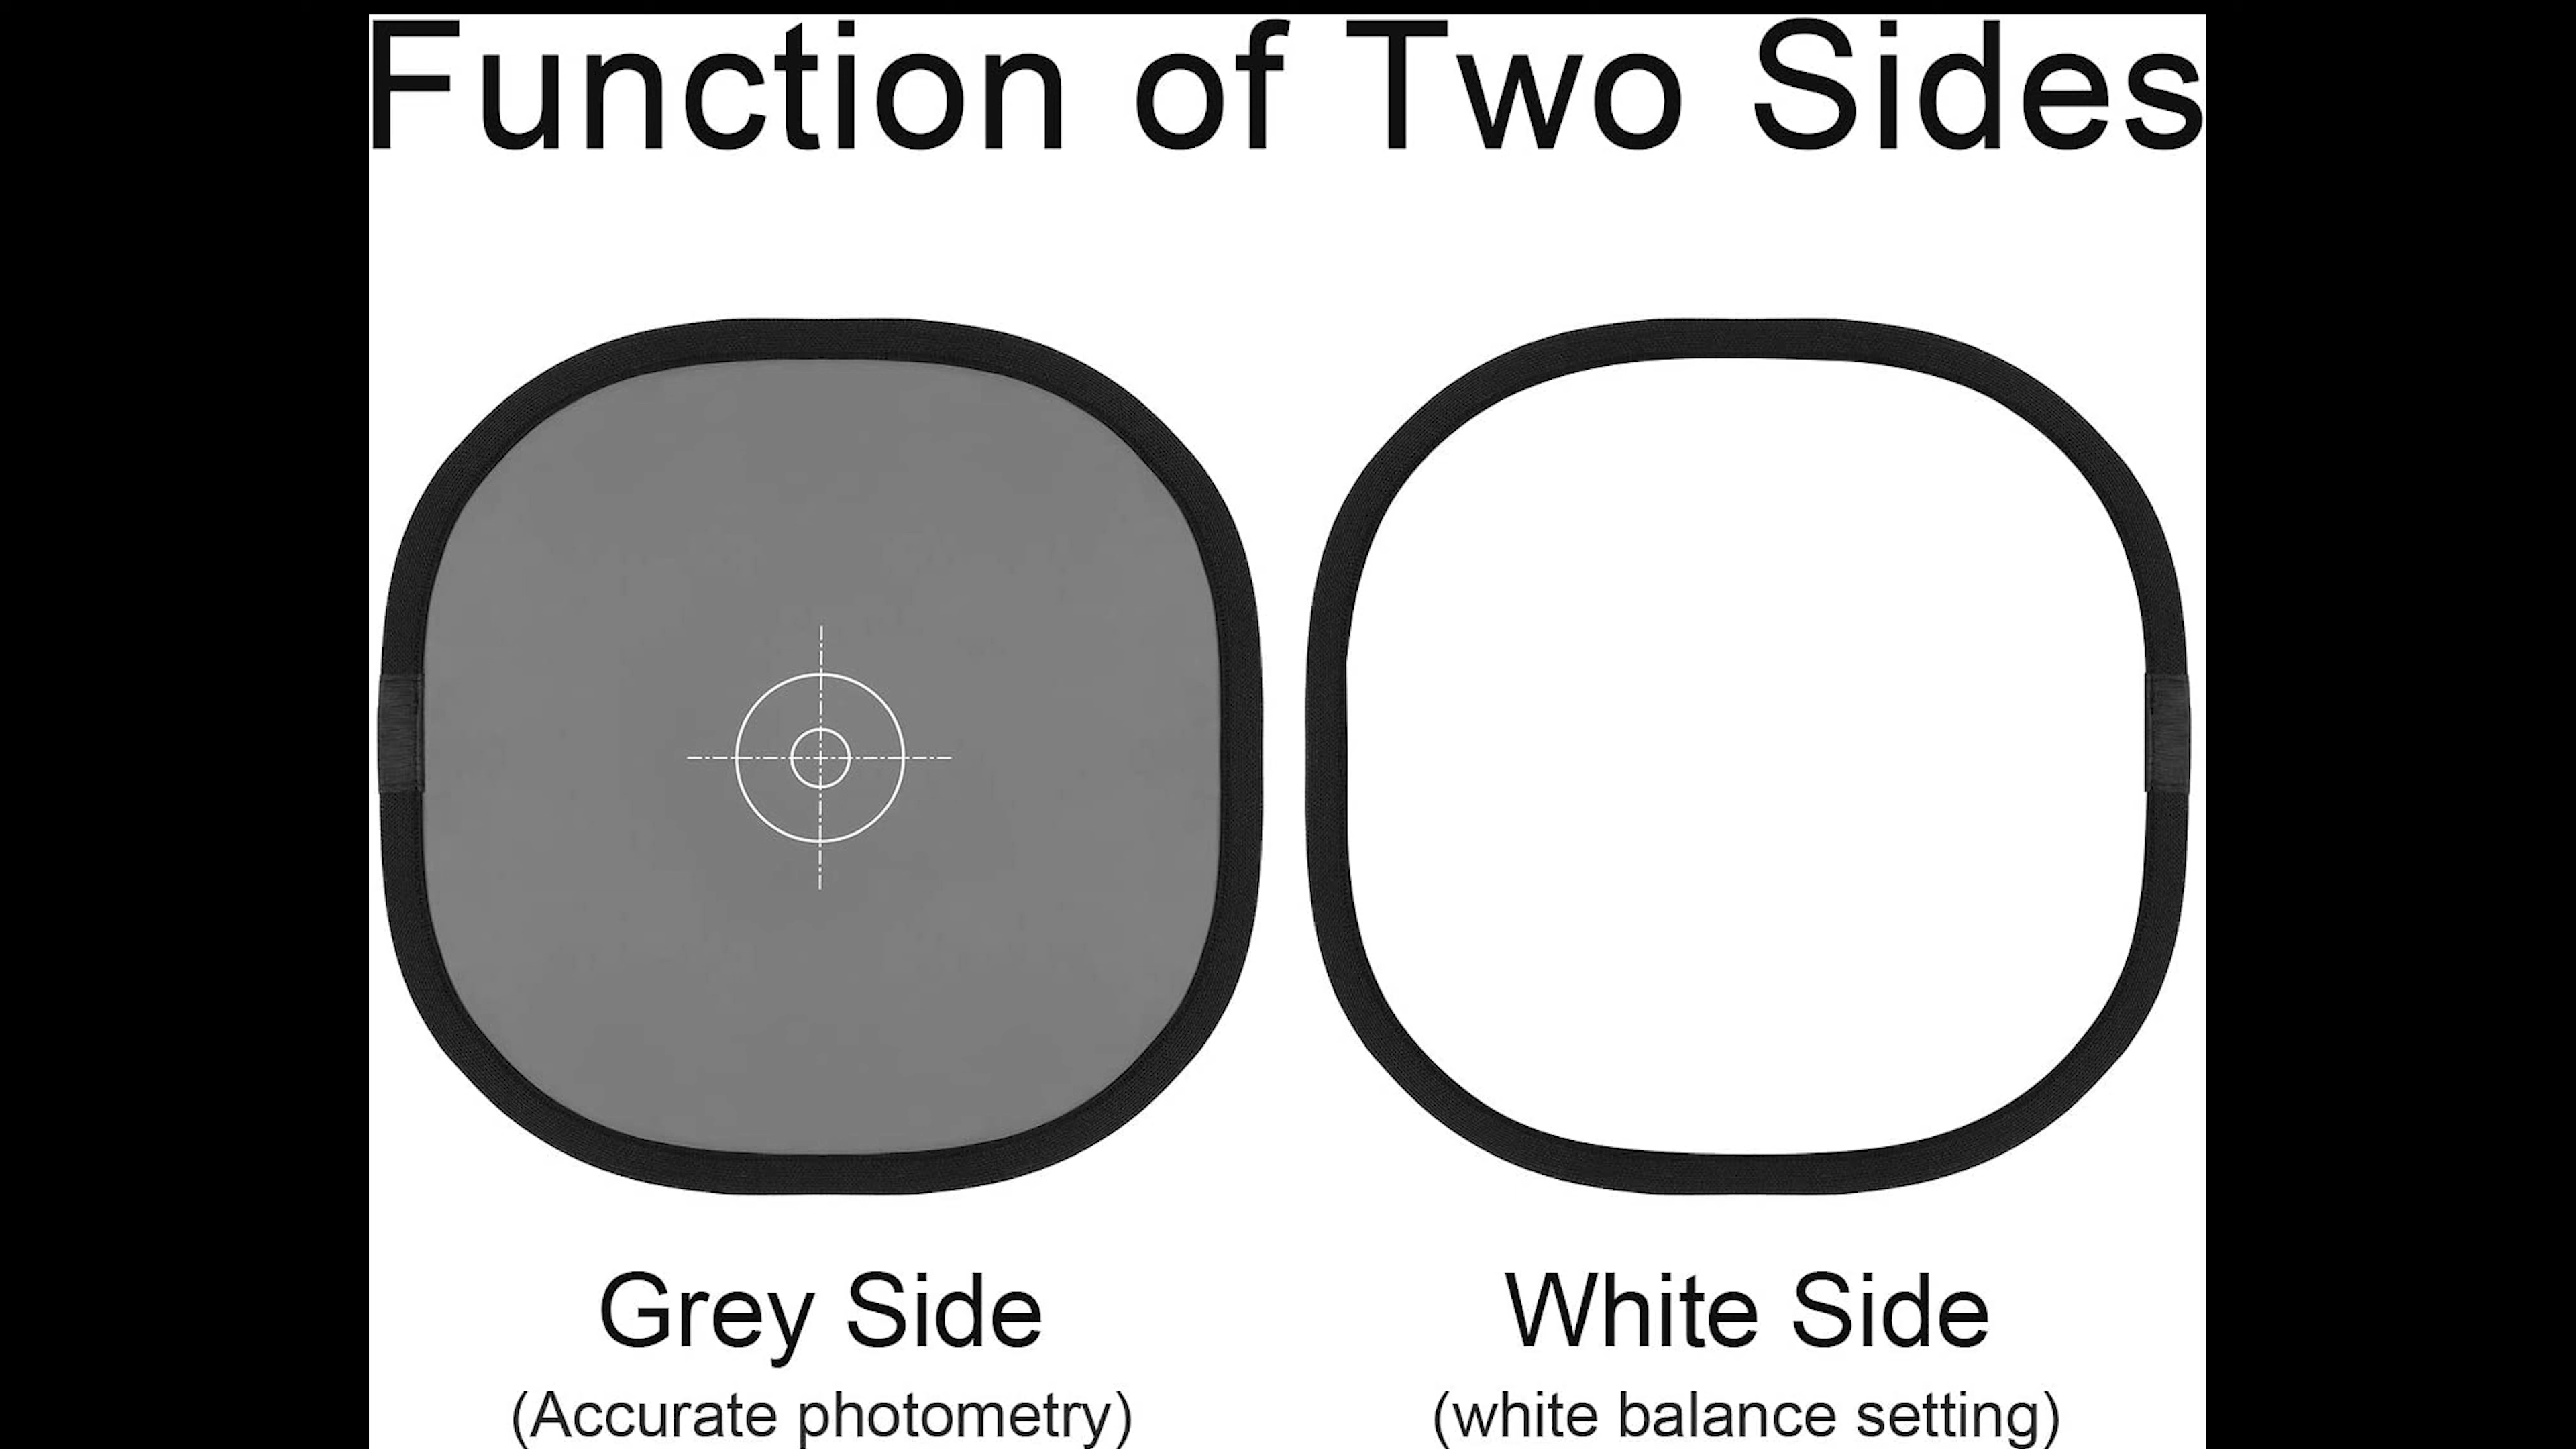 Function of Two Sides
Grey Side
White Side
(Accurate photometry)
(white balance setting)